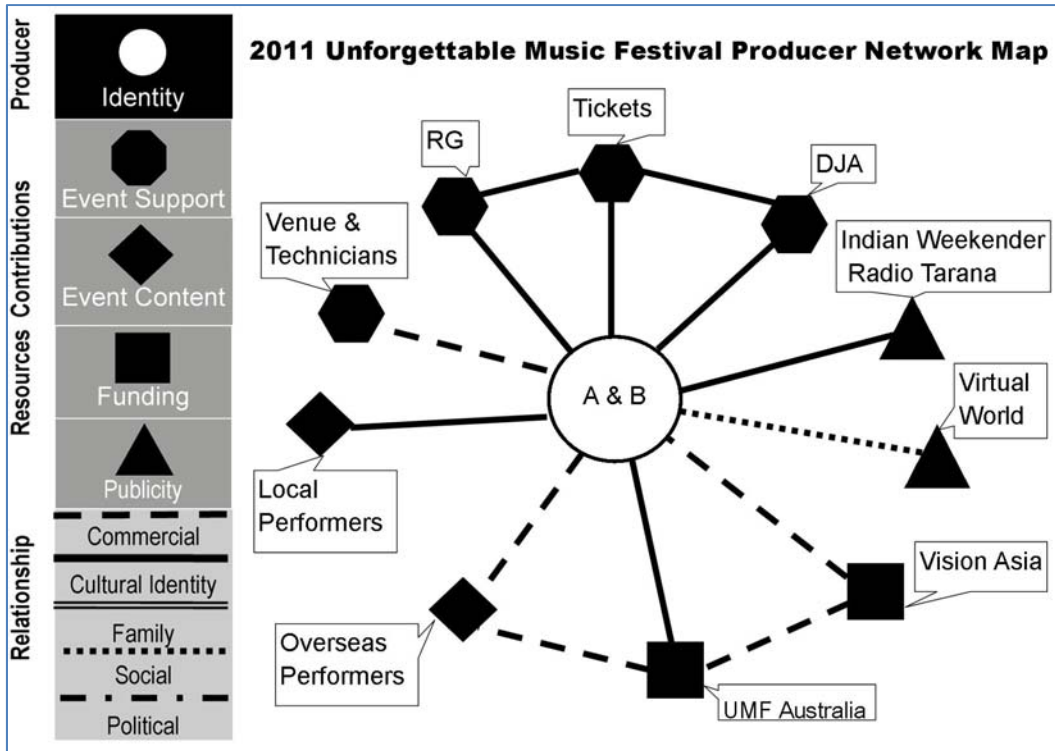 2011 Unforgettable Music Festival Producer Network Map
Producer
Identity
Contributions
Event Support
Event Content
Resources
Funding
Publicity
Relationship
Commercial
Cultural Identity
Family
Social
Political
Tickets
RG
DJA
Venue &
Technicians
Indian Weekender
Radio Tarana
A & B
Virtual
World
Local
Performers
Vision Asia
Overseas
Performers
UMF Australia